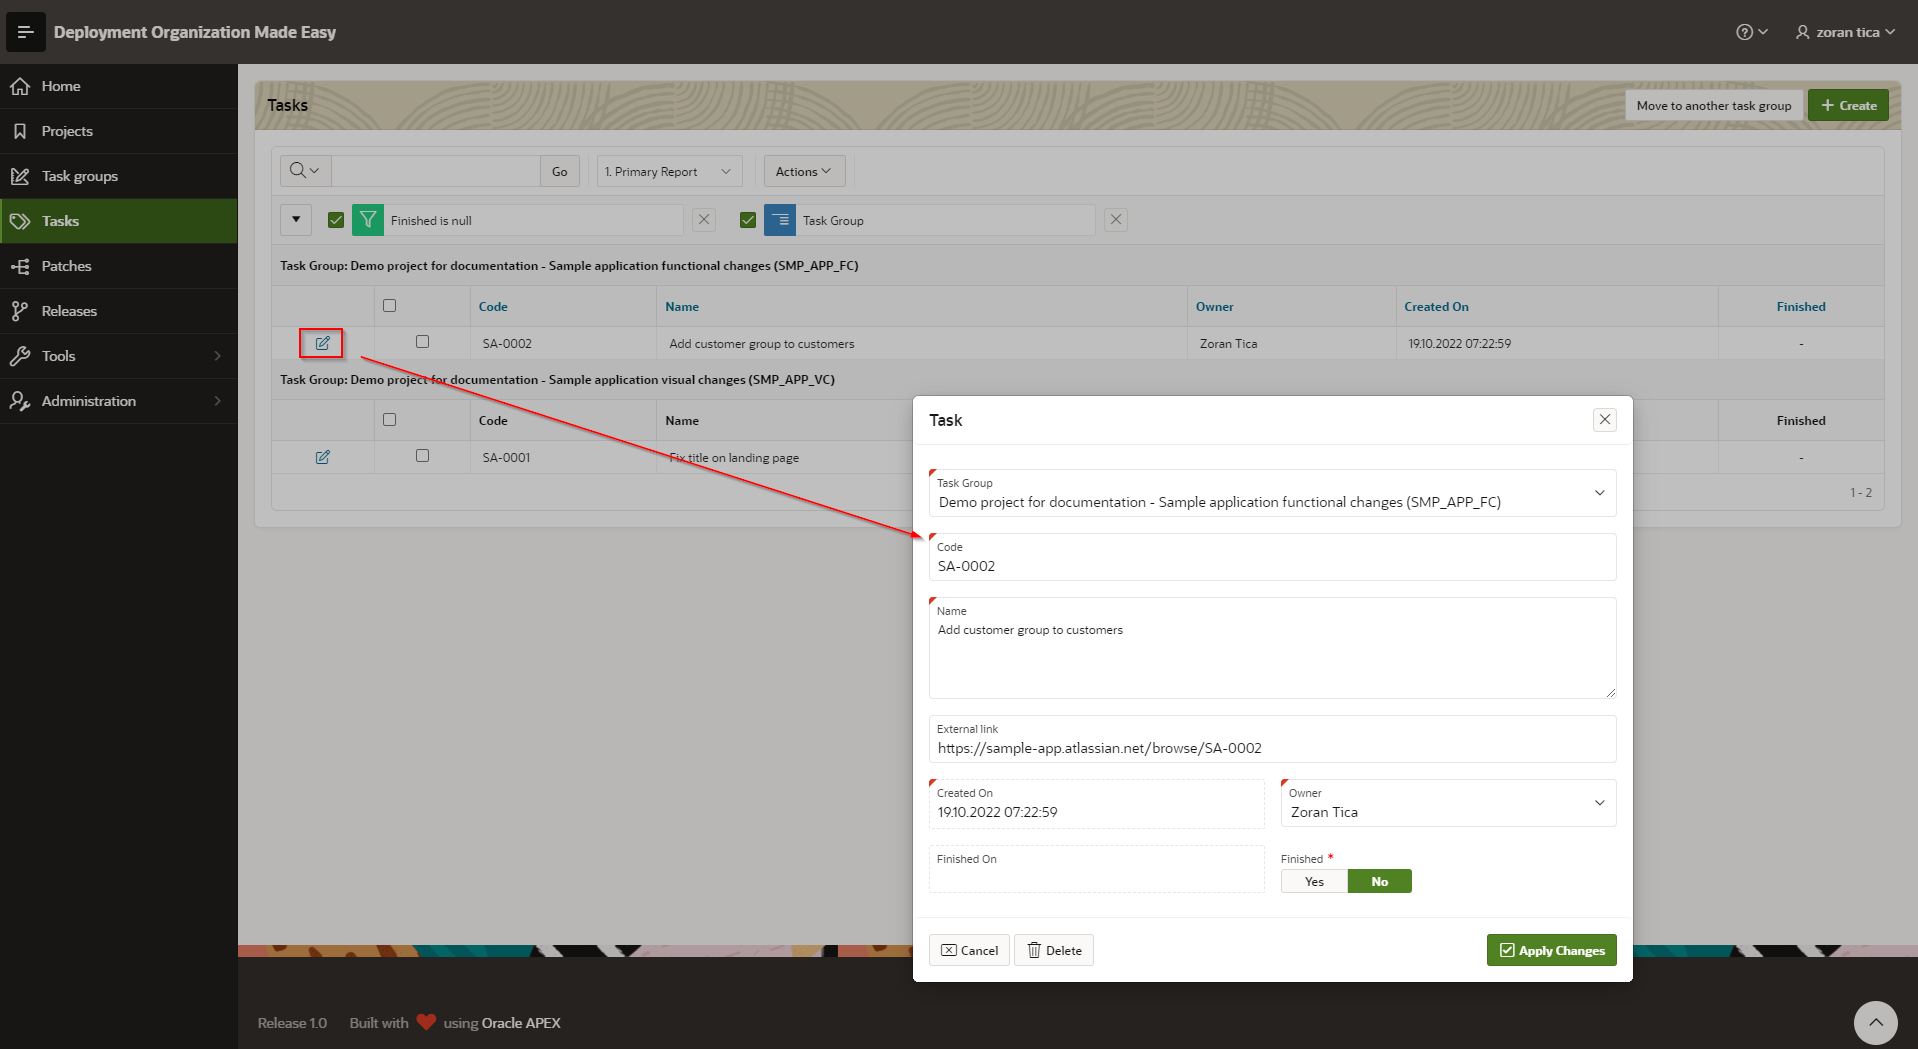 Deployment Organization Made Easy
zoran tica
Home
Projects
Task groups
Tasks
Patches
Releases
Tools
Administration
Tasks
Move to another task group
Create
Go
1. Primary Report
Actions
Finished is null
Task Group
Task Group: Demo project for documentation - Sample application functional changes (SMP_APP_FC)
Code Name Owner Created On Finished
SA-0002 Add customer group to customers Zoran Tica 19.10.2022 07:22:59 -
Task Group: Demo project for documentation - Sample application visual changes (SMP_APP_VC)
Code Name Finished
SA-0001 Fix title on landing page -
1 - 2
Task
Task Group
Demo project for documentation - Sample application functional changes (SMP_APP_FC)
Code
SA-0002
Name
Add customer group to customers
External link
https://sample-app.atlassian.net/browse/SA-0002
Created On
19.10.2022 07:22:59
Owner
Zoran Tica
Finished On
Finished *
Yes No
Cancel Delete Apply Changes
Release 1.0 Built with ❤ using Oracle APEX